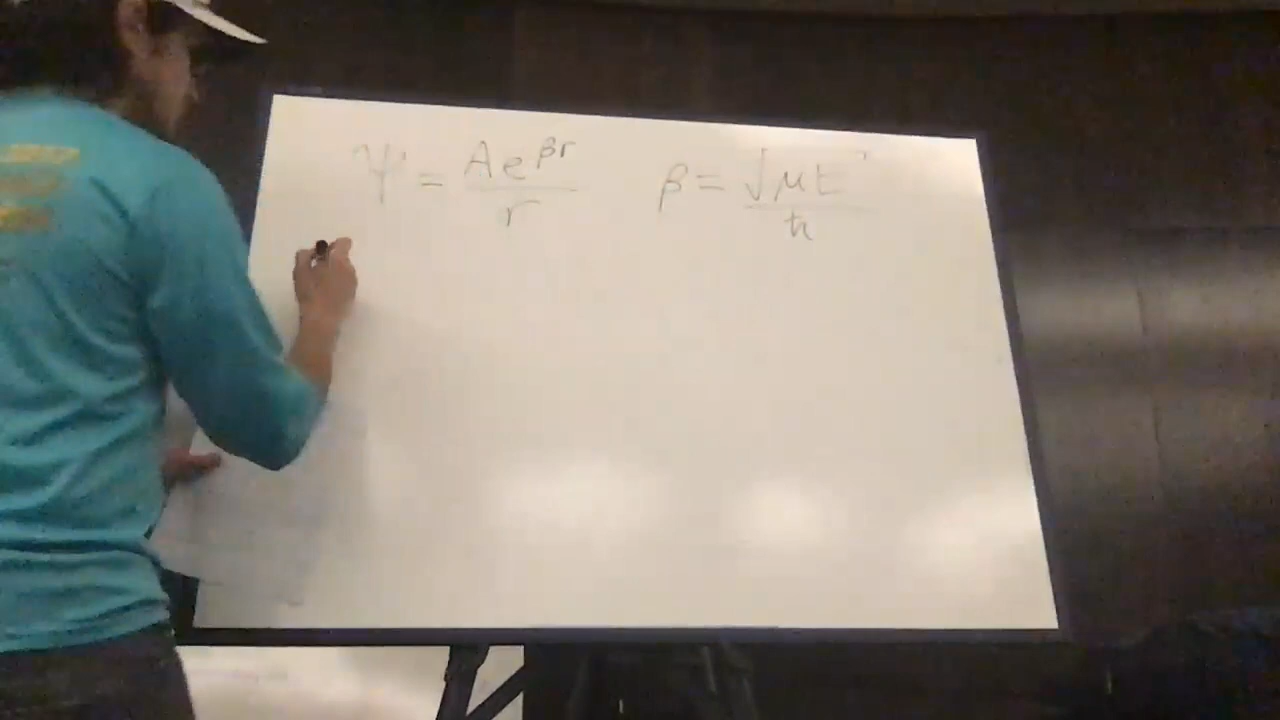 Ψ = Ae^{βr}/r    β = √μE/ħ